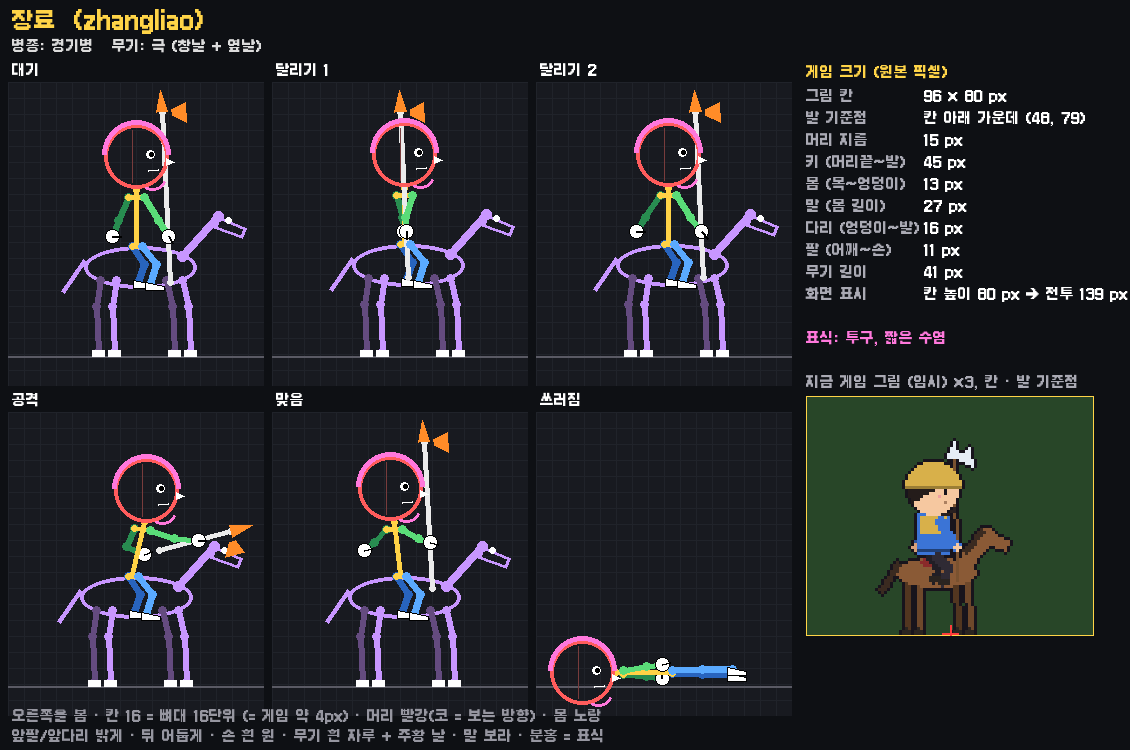 장료 (zhangliao)
병종: 경기병 무기: 극 (창날 + 옆날)
대기
달리기 1
달리기 2
게임 크기 (원본 픽셀)
그림 칸 96 × 80 px
발 기준점 칸 아래 가운데 (48, 79)
머리 지름 15 px
키 (머리끝~발) 45 px
몸 (목~엉덩이) 13 px
말 (몸 길이) 27 px
다리 (엉덩이~발) 16 px
팔 (어깨~손) 11 px
무기 길이 41 px
화면 표시 칸 높이 80 px → 전투 139 px
표식: 투구, 짧은 수염
지금 게임 그림 (임시) ×3, 칸 · 발 기준점
공격
맞음
쓰러짐
오른쪽을 봄 · 칸 16 = 뼈대 16단위 (= 게임 약 4px) · 머리 빨강(코 = 보는 방향) · 몸 노랑
앞팔/앞다리 밝게 · 뒤 어둡게 · 손 흰 원 · 무기 흰 자루 + 주황 날 · 말 보라 · 분홍 = 표식